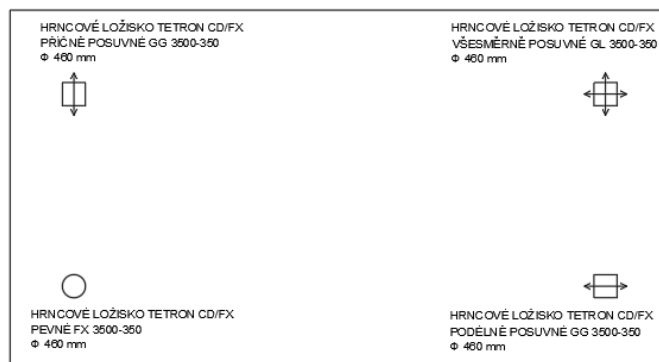 HRNCOVÉ LOŽISKO TETRON CD/FX
PŘÍČNĚ POSUVNÉ GG 3500-350
Φ 460 mm
HRNCOVÉ LOŽISKO TETRON CD/FX
VŠESMĚRNĚ POSUVNÉ GL 3500-350
Φ 460 mm
HRNCOVÉ LOŽISKO TETRON CD/FX
PEVNÉ FX 3500-350
Φ 460 mm
HRNCOVÉ LOŽISKO TETRON CD/FX
PODÉLNĚ POSUVNÉ GG 3500-350
Φ 460 mm